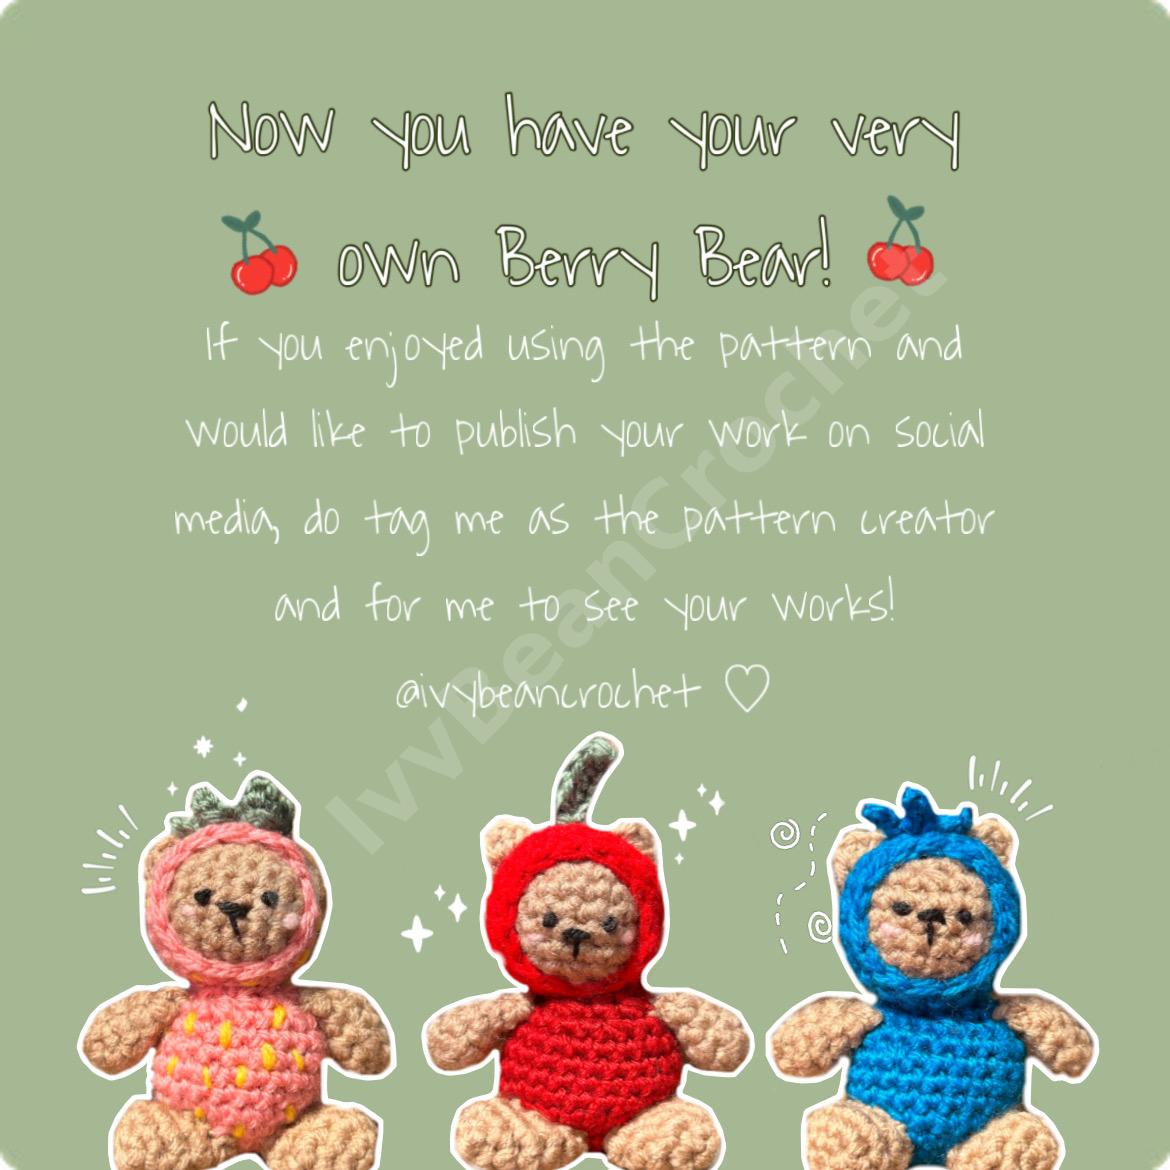 Now you have your very
own Berry Bear!
If you enjoyed using the pattern and
would like to publish your work on social
media, do tag me as the pattern creator
and for me to see your works!
@ivybeancrochet ♡
IvyBeanCrochet